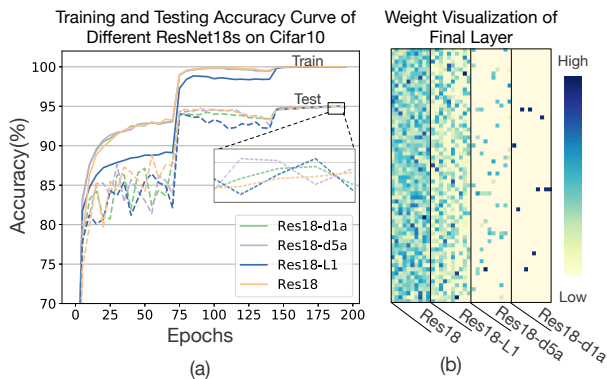 Training and Testing Accuracy Curve of
Different ResNet18s on Cifar10
Accuracy(%)
100
95
90
85
80
75
70
Train
Test
Res18-d1a
Res18-d5a
Res18-L1
Res18
0 25 50 75 100 125 150 175 200
Epochs
(a)
Weight Visualization of
Final Layer
High
Low
Res18
Res18-L1
Res18-d5a
Res18-d1a
(b)